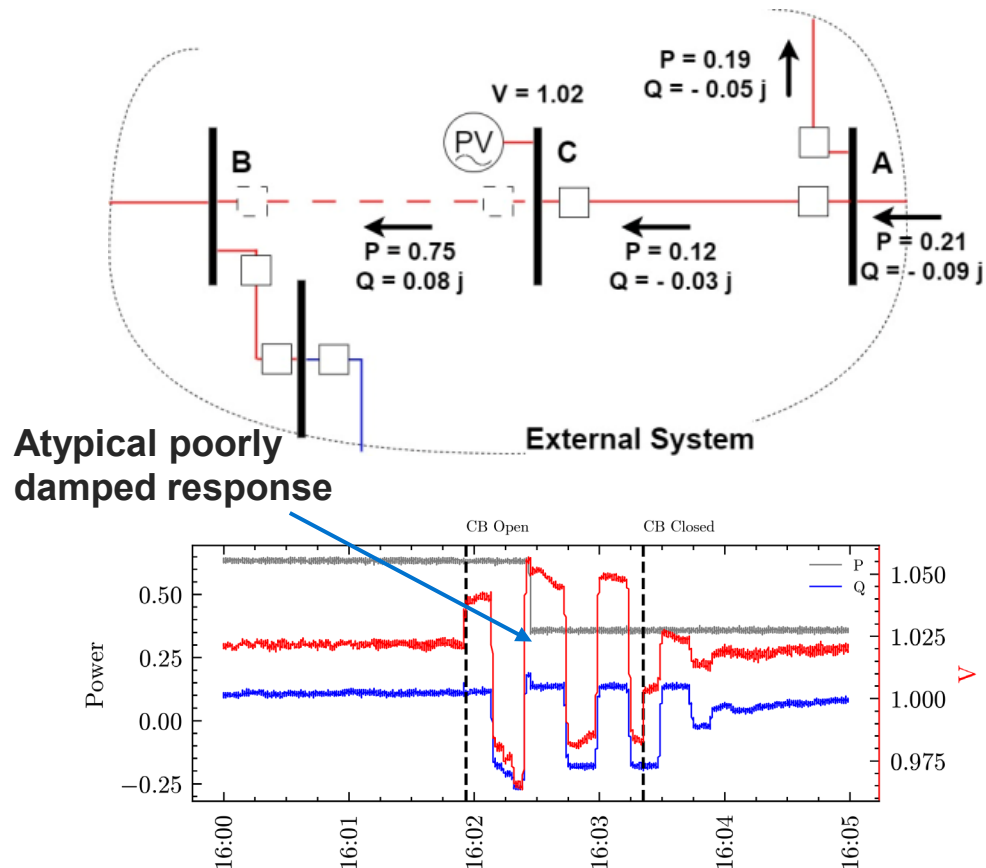 P = 0.19
Q = - 0.05 j
V = 1.02
PV
B
C
A
P = 0.75
Q = 0.08 j
P = 0.12
Q = - 0.03 j
P = 0.21
Q = - 0.09 j
External System
Atypical poorly
damped response
CB Open
CB Closed
P
Q
Power
0.50
0.25
0.00
−0.25
1.050
1.025
1.000
0.975
V
16:00
16:01
16:02
16:03
16:04
16:05